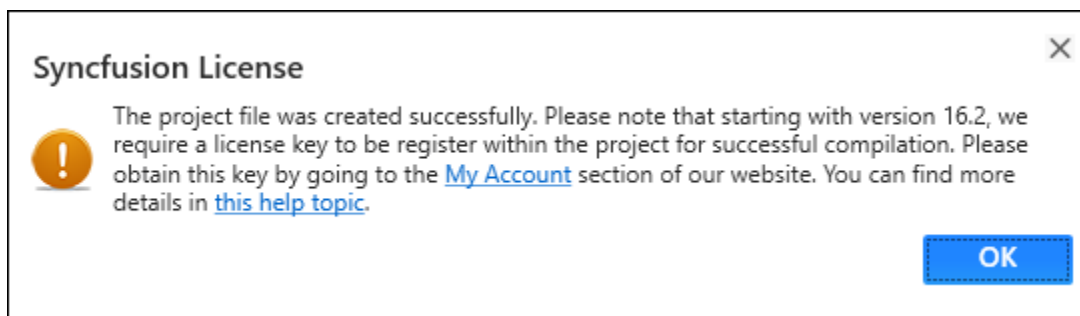 Syncfusion License
The project file was created successfully. Please note that starting with version 16.2, we
require a license key to be register within the project for successful compilation. Please
obtain this key by going to the My Account section of our website. You can find more
details in this help topic.
OK